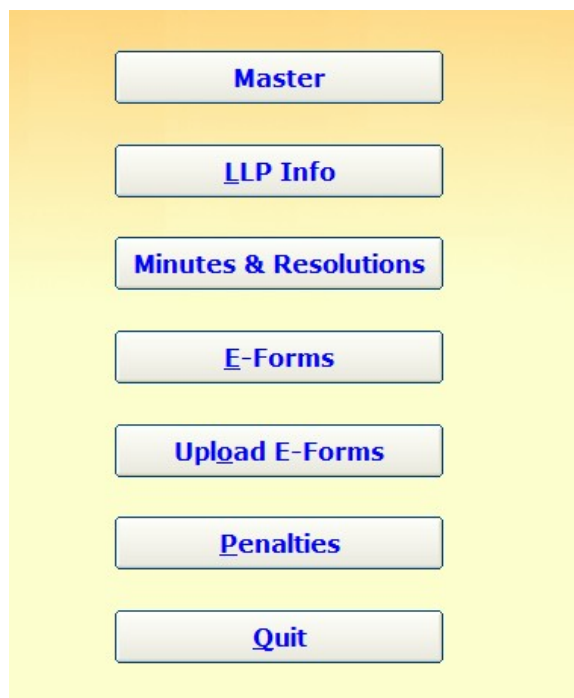 Master
LLP Info
Minutes & Resolutions
E-Forms
Upload E-Forms
Penalties
Quit